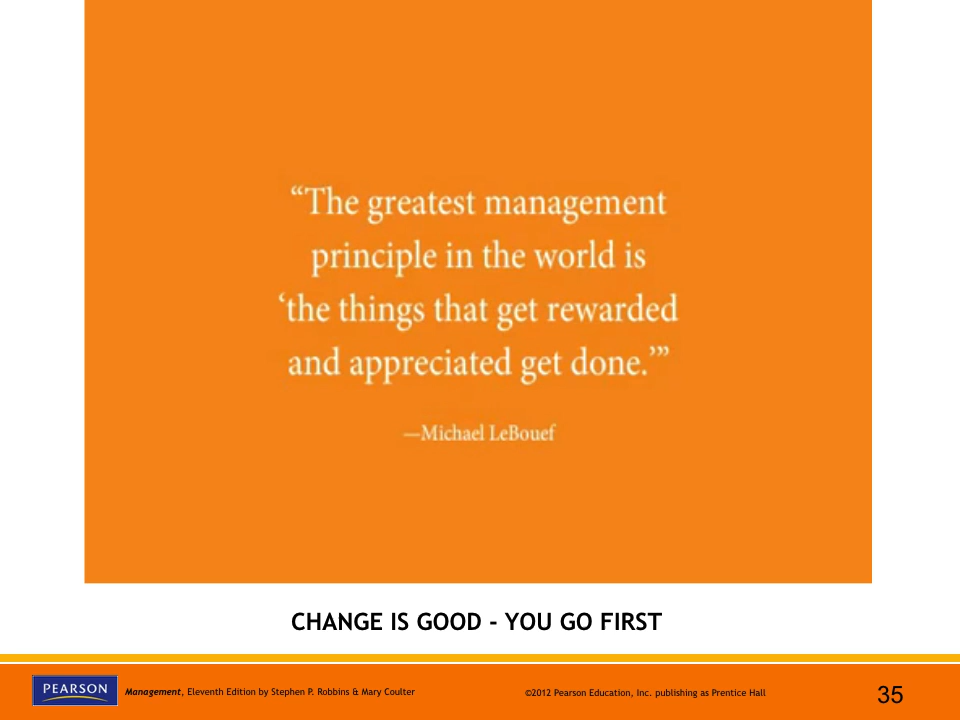 “The greatest management
principle in the world is
‘the things that get rewarded
and appreciated get done.’”
—Michael LeBouef
CHANGE IS GOOD - YOU GO FIRST
PEARSON
Management, Eleventh Edition by Stephen P. Robbins & Mary Coulter
©2012 Pearson Education, Inc. publishing as Prentice Hall
35